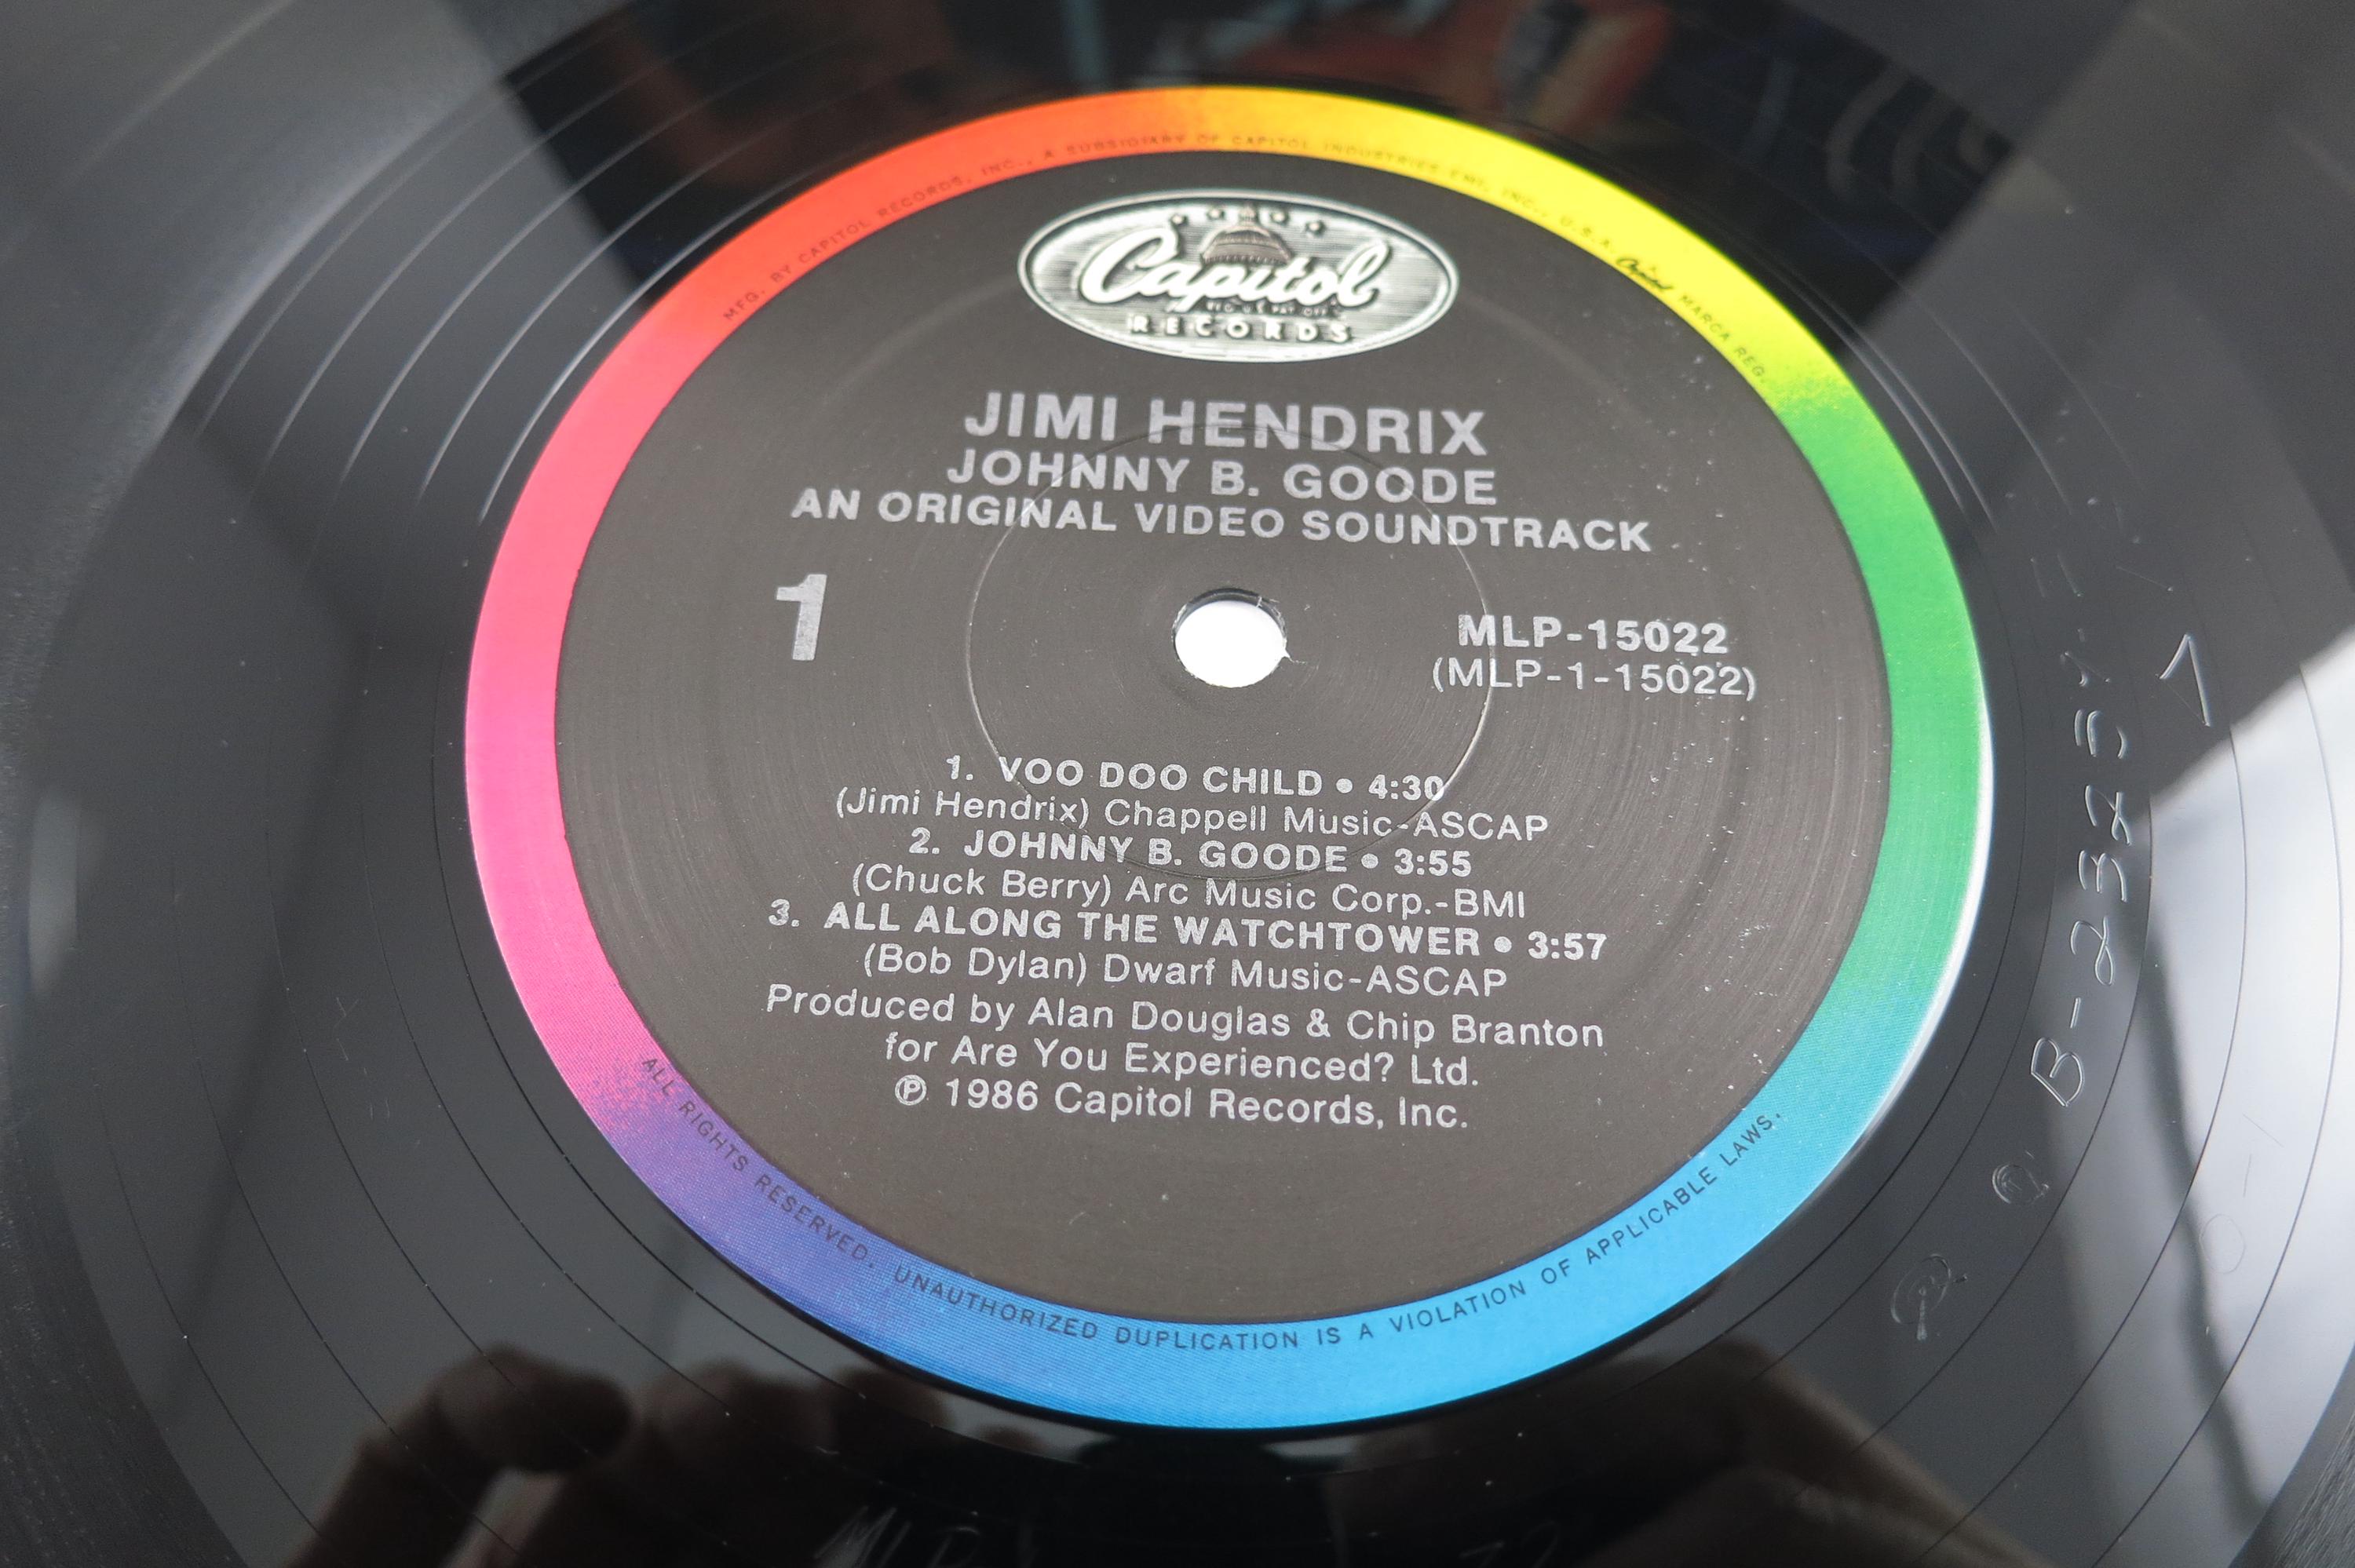 MFG. BY CAPITOL RECORDS, INC., A SUBSIDIARY OF CAPITOL INDUSTRIES-EMI, INC., U.S.A. Capitol MARCA REG.
Capitol
REG. U.S. PAT. OFF.
RECORDS
JIMI HENDRIX
JOHNNY B. GOODE
AN ORIGINAL VIDEO SOUNDTRACK
1
MLP-15022
(MLP-1-15022)
1. VOO DOO CHILD • 4:30
(Jimi Hendrix) Chappell Music-ASCAP
2. JOHNNY B. GOODE • 3:55
(Chuck Berry) Arc Music Corp.-BMI
3. ALL ALONG THE WATCHTOWER • 3:57
(Bob Dylan) Dwarf Music-ASCAP
Produced by Alan Douglas & Chip Branton
for Are You Experienced? Ltd.
℗ 1986 Capitol Records, Inc.
ALL RIGHTS RESERVED. UNAUTHORIZED DUPLICATION IS A VIOLATION OF APPLICABLE LAWS.